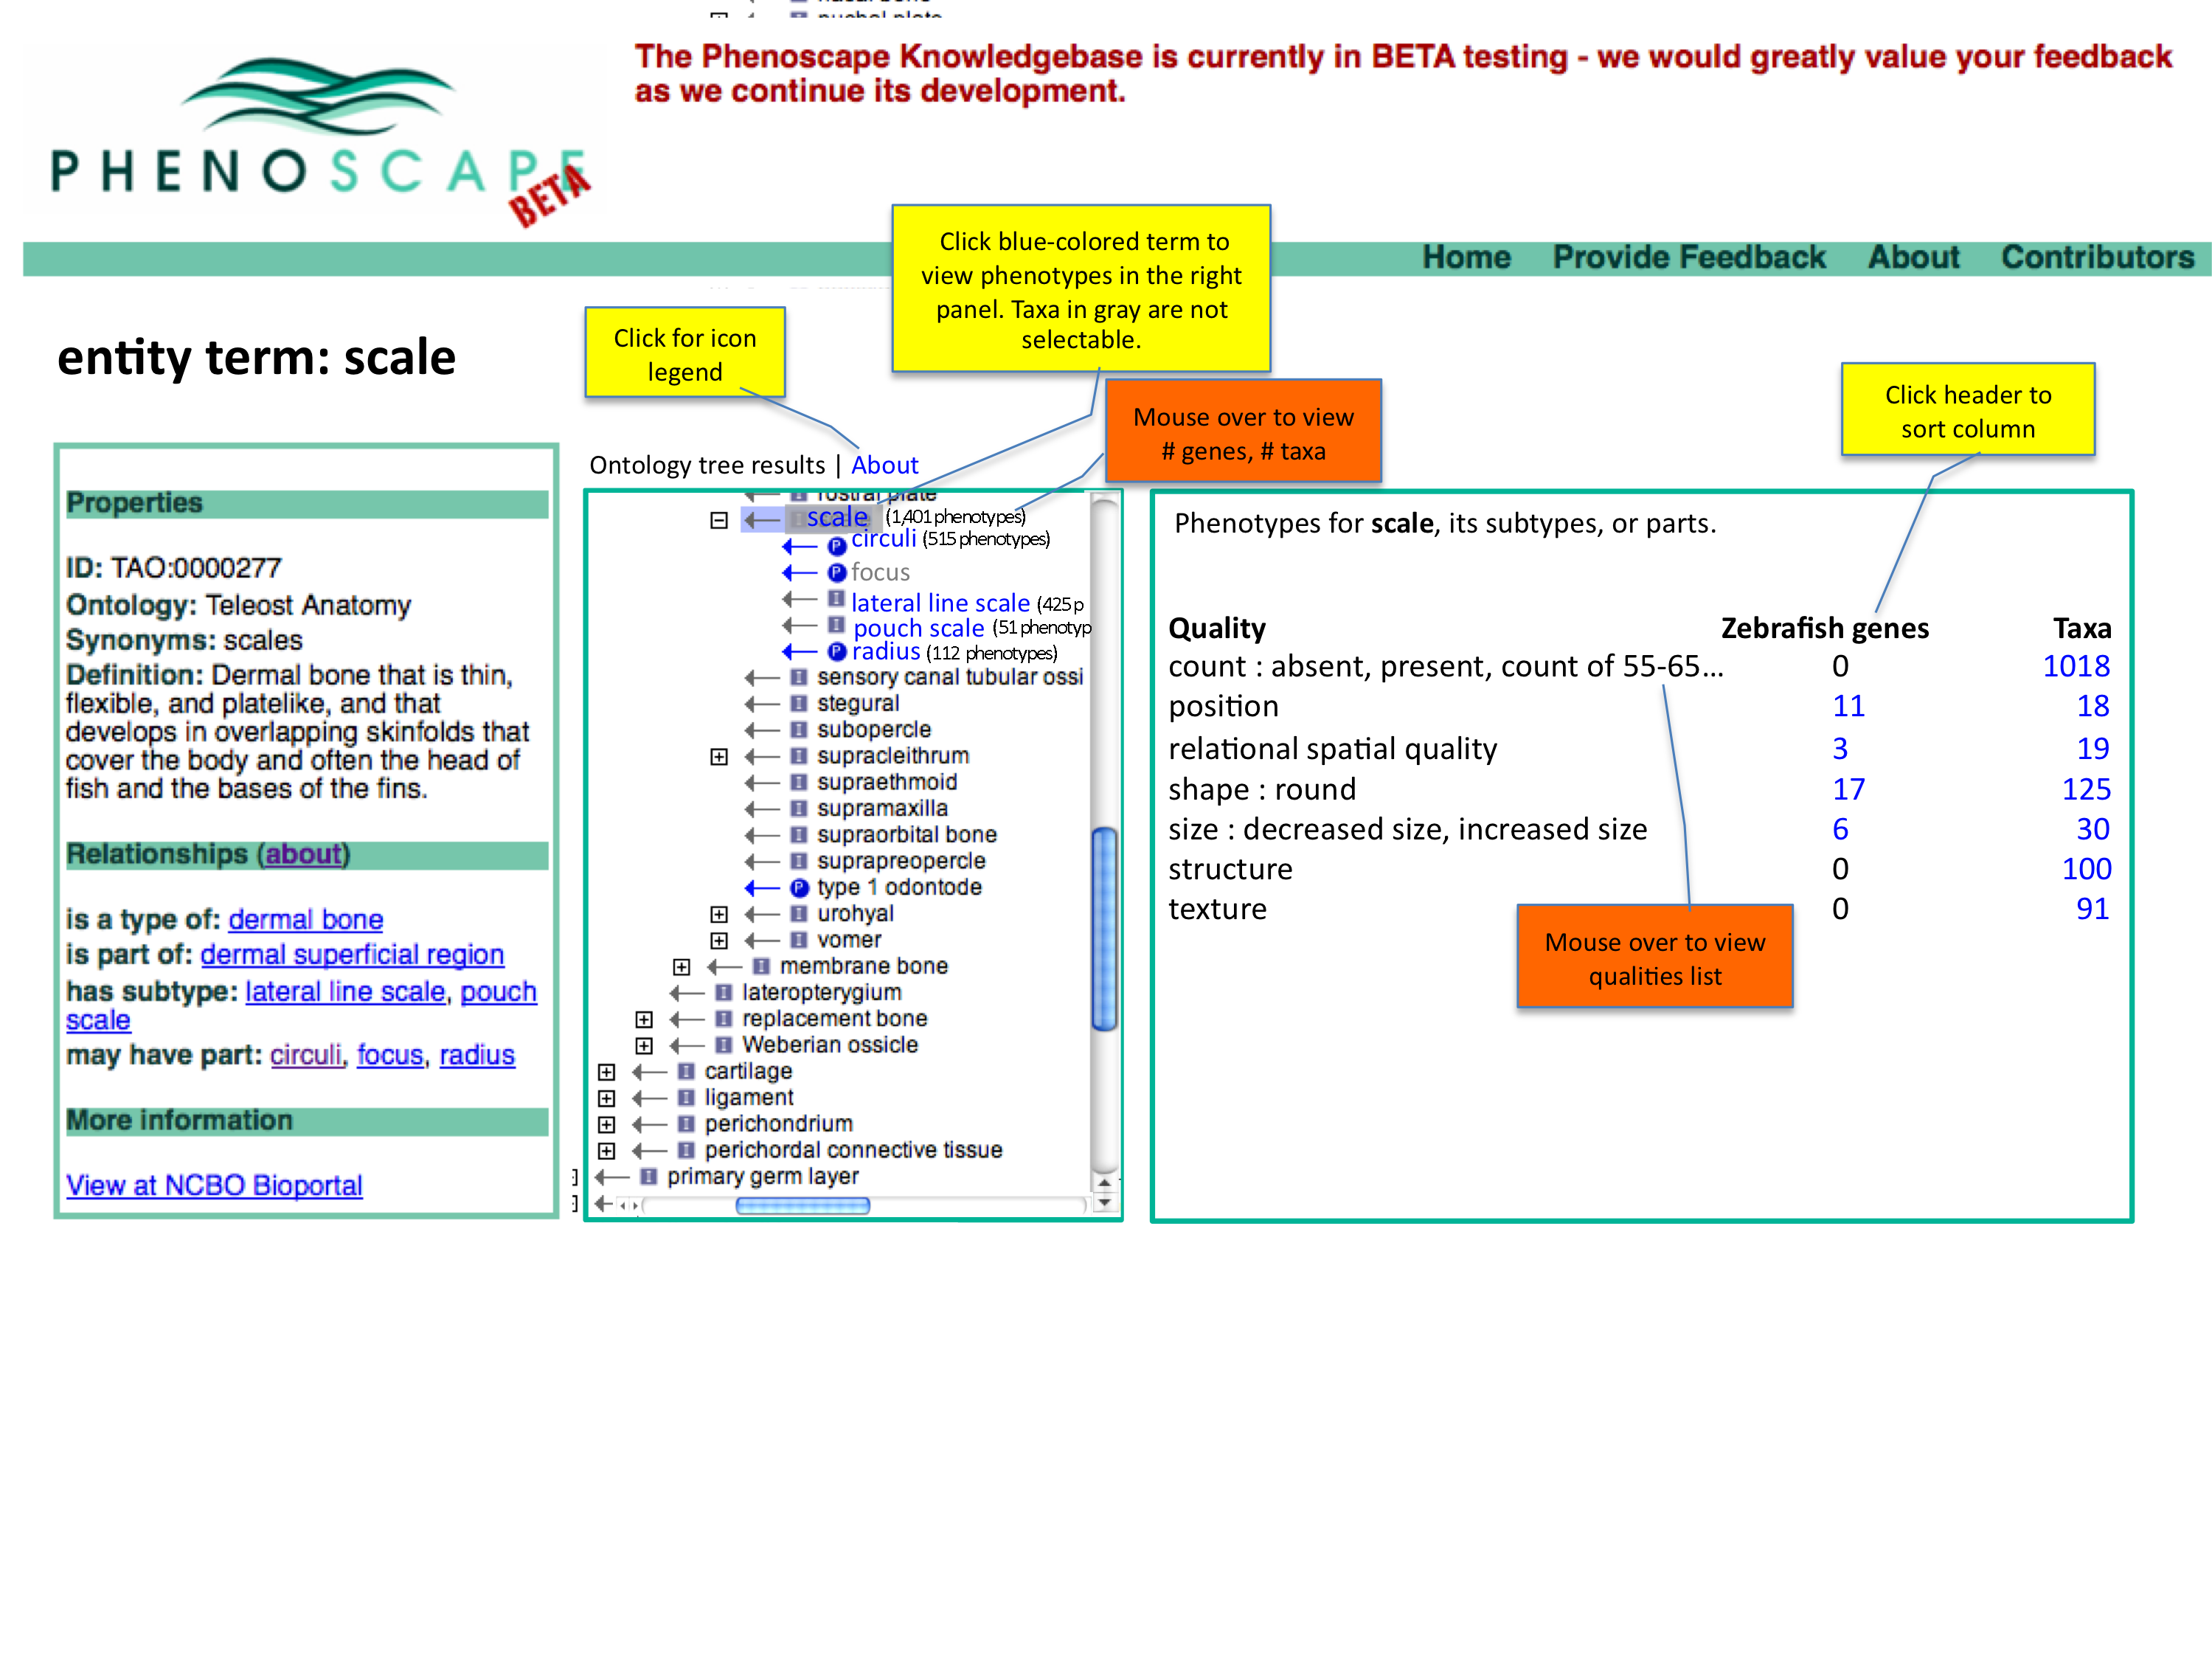 PHENOSCAPE
BETA
The Phenoscape Knowledgebase is currently in BETA testing - we would greatly value your feedback
as we continue its development.
Home Provide Feedback About Contributors
Click blue-colored term to
view phenotypes in the right
panel. Taxa in gray are not
selectable.
Click for icon
legend
Mouse over to view
# genes, # taxa
Click header to
sort column
entity term: scale
Properties
ID: TAO:0000277
Ontology: Teleost Anatomy
Synonyms: scales
Definition: Dermal bone that is thin,
flexible, and platelike, and that
develops in overlapping skinfolds that
cover the body and often the head of
fish and the bases of the fins.
Relationships (about)
is a type of: dermal bone
is part of: dermal superficial region
has subtype: lateral line scale, pouch
scale
may have part: circuli, focus, radius
More information
View at NCBO Bioportal
Ontology tree results | About
rostral plate
scale (1,401 phenotypes)
circuli (515 phenotypes)
focus
lateral line scale (425 p
pouch scale (51 phenotyp
radius (112 phenotypes)
sensory canal tubular ossi
stegural
subopercle
supracleithrum
supraethmoid
supramaxilla
supraorbital bone
suprapreopercle
type 1 odontode
urohyal
vomer
membrane bone
lateropterygium
replacement bone
Weberian ossicle
cartilage
ligament
perichondrium
perichordal connective tissue
primary germ layer
Phenotypes for scale, its subtypes, or parts.
Quality Zebrafish genes Taxa
count : absent, present, count of 55-65... 0 1018
position 11 18
relational spatial quality 3 19
shape : round 17 125
size : decreased size, increased size 6 30
structure 0 100
texture 0 91
Mouse over to view
qualities list